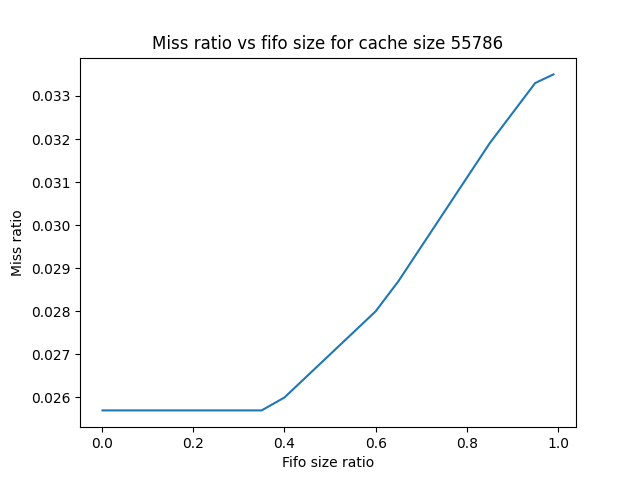 Miss ratio vs fifo size for cache size 55786
0.033
0.032
0.031
0.030
0.029
0.028
0.027
0.026
Miss ratio
0.0 0.2 0.4 0.6 0.8 1.0
Fifo size ratio